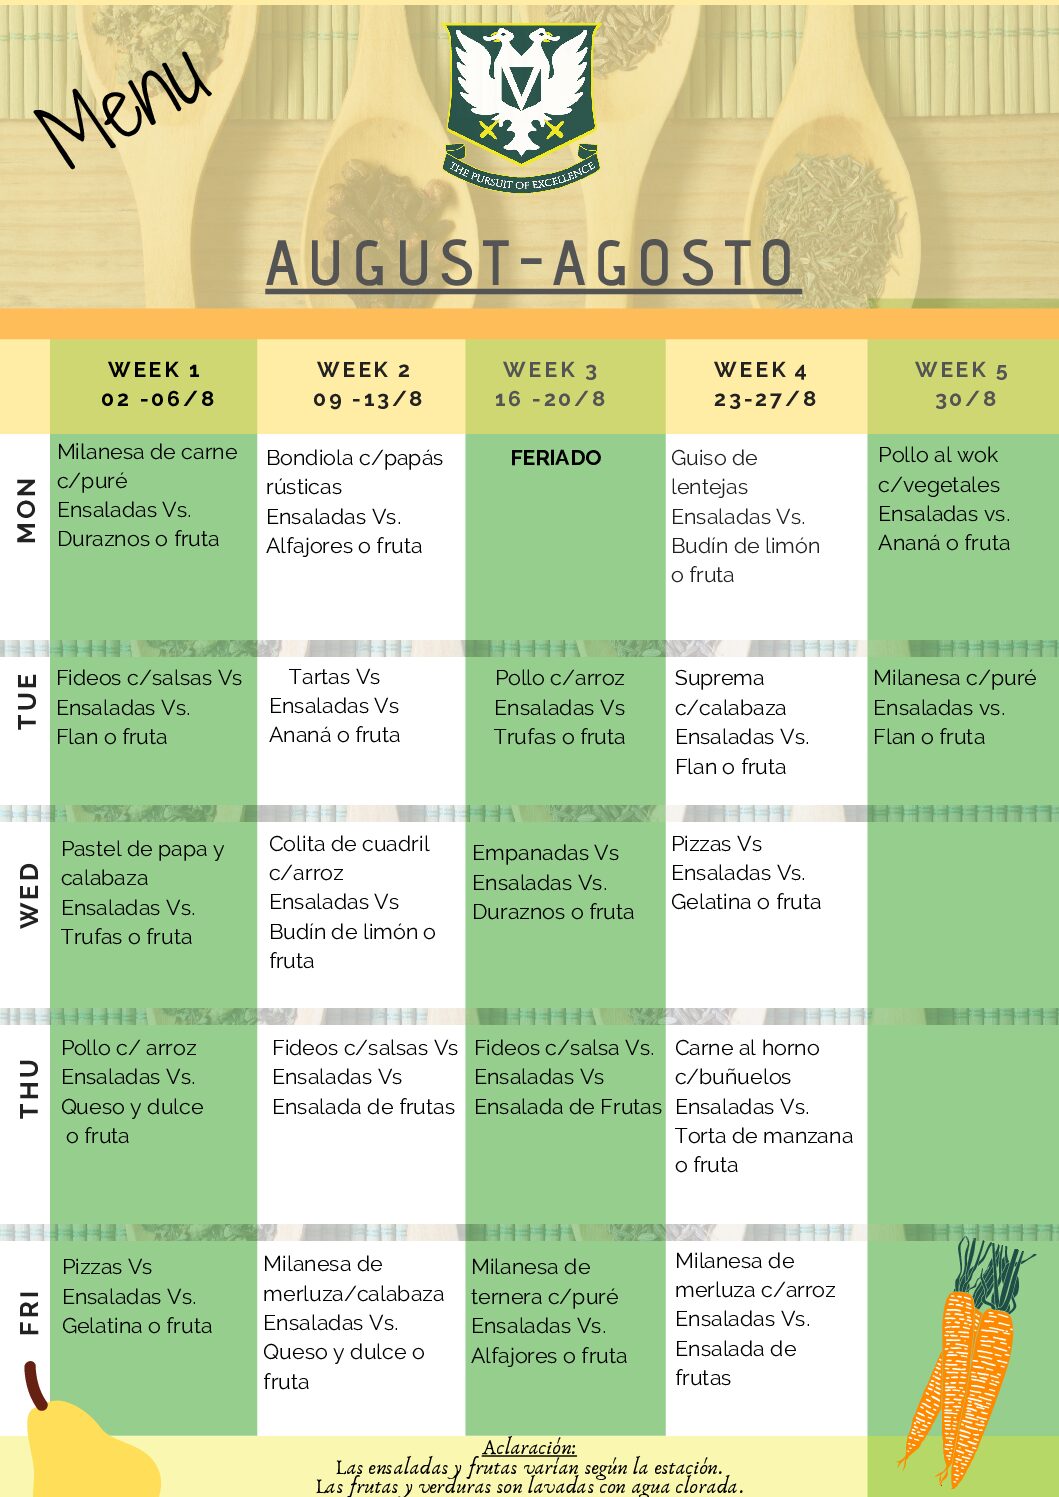 Menu
THE PURSUIT OF EXCELLENCE
AUGUST-AGOSTO
WEEK 1
02 -06/8
WEEK 2
09 -13/8
WEEK 3
16 -20/8
WEEK 4
23-27/8
WEEK 5
30/8
MON
Milanesa de carne
c/puré
Ensaladas Vs.
Duraznos o fruta
Bondiola c/papás
rústicas
Ensaladas Vs.
Alfajores o fruta
FERIADO
Guiso de
lentejas
Ensaladas Vs.
Budín de limón
o fruta
Pollo al wok
c/vegetales
Ensaladas vs.
Ananá o fruta
TUE
Fideos c/salsas Vs
Ensaladas Vs.
Flan o fruta
Tartas Vs
Ensaladas Vs
Ananá o fruta
Pollo c/arroz
Ensaladas Vs
Trufas o fruta
Suprema
c/calabaza
Ensaladas Vs.
Flan o fruta
Milanesa c/puré
Ensaladas vs.
Flan o fruta
WED
Pastel de papa y
calabaza
Ensaladas Vs.
Trufas o fruta
Colita de cuadril
c/arroz
Ensaladas Vs
Budín de limón o
fruta
Empanadas Vs
Ensaladas Vs.
Duraznos o fruta
Pizzas Vs
Ensaladas Vs.
Gelatina o fruta
THU
Pollo c/ arroz
Ensaladas Vs.
Queso y dulce
o fruta
Fideos c/salsas Vs
Ensaladas Vs
Ensalada de frutas
Fideos c/salsa Vs.
Ensaladas Vs
Ensalada de Frutas
Carne al horno
c/buñuelos
Ensaladas Vs.
Torta de manzana
o fruta
FRI
Pizzas Vs
Ensaladas Vs.
Gelatina o fruta
Milanesa de
merluza/calabaza
Ensaladas Vs.
Queso y dulce o
fruta
Milanesa de
ternera c/puré
Ensaladas Vs.
Alfajores o fruta
Milanesa de
merluza c/arroz
Ensaladas Vs.
Ensalada de
frutas
Aclaración:
Las ensaladas y frutas varían según la estación.
Las frutas y verduras son lavadas con agua clorada.